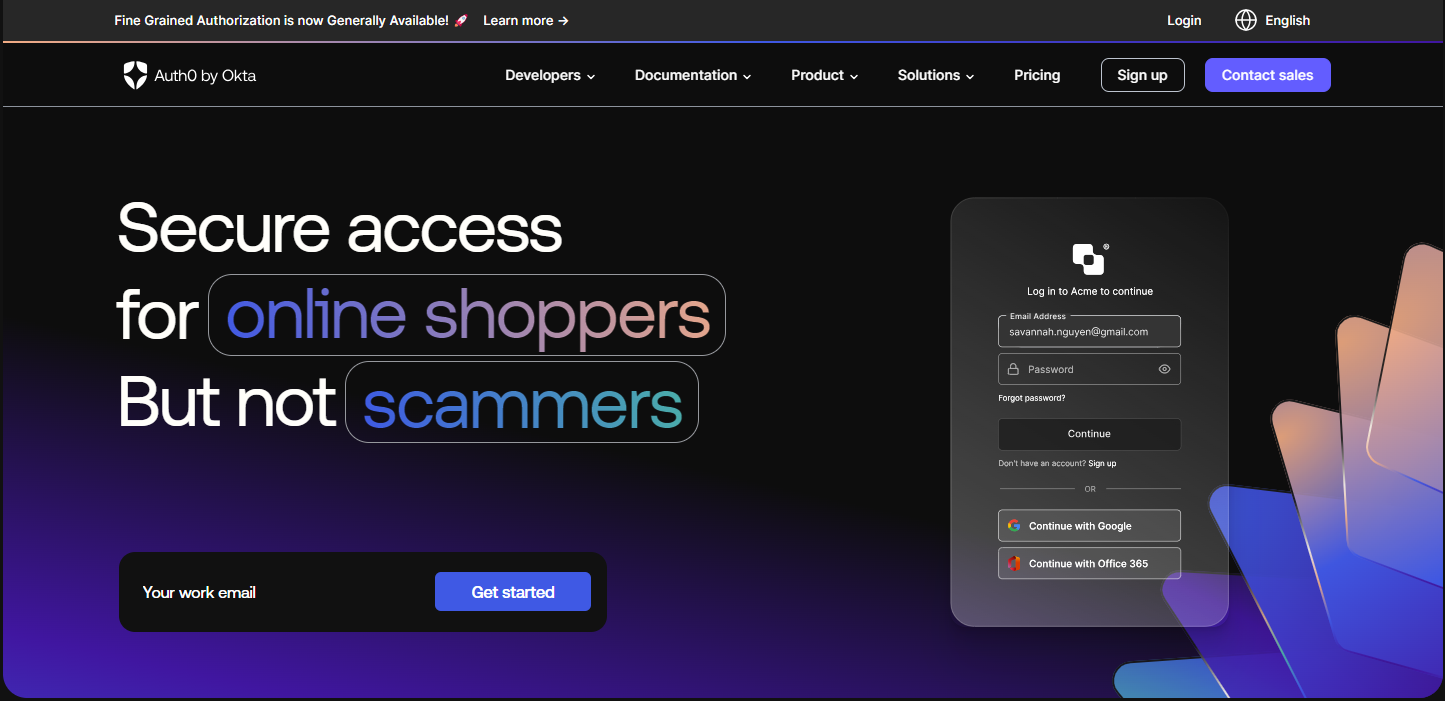 Fine Grained Authorization is now Generally Available! 🚀 Learn more →
Login
English
Auth0 by Okta
Developers
Documentation
Product
Solutions
Pricing
Sign up
Contact sales
Secure access
for online shoppers
But not scammers
Your work email
Get started
®
Log in to Acme to continue
Email Address
savannah.nguyen@gmail.com
Password
Forgot password?
Continue
Don't have an account? Sign up
OR
Continue with Google
Continue with Office 365